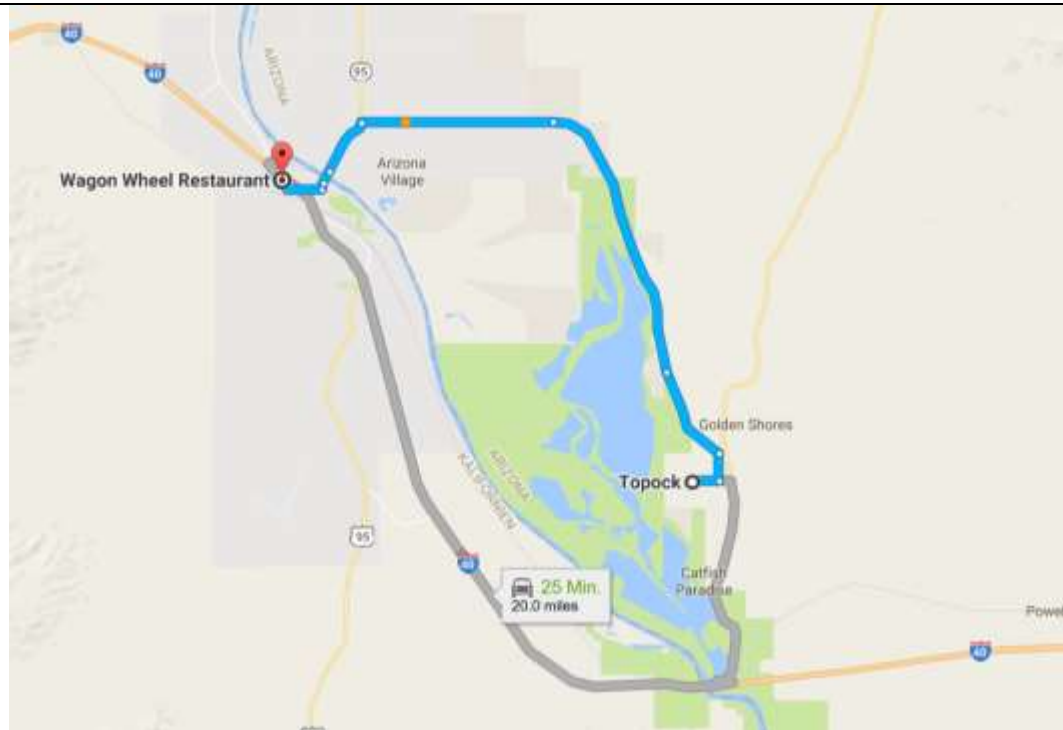 40
40
ARIZONA
95
Wagon Wheel Restaurant
Arizona
Village
Golden Shores
Topock
ARIZONA
KALIFORNIEN
95
40
25 Min.
20.0 miles
Catfish
Paradise
Powel
40